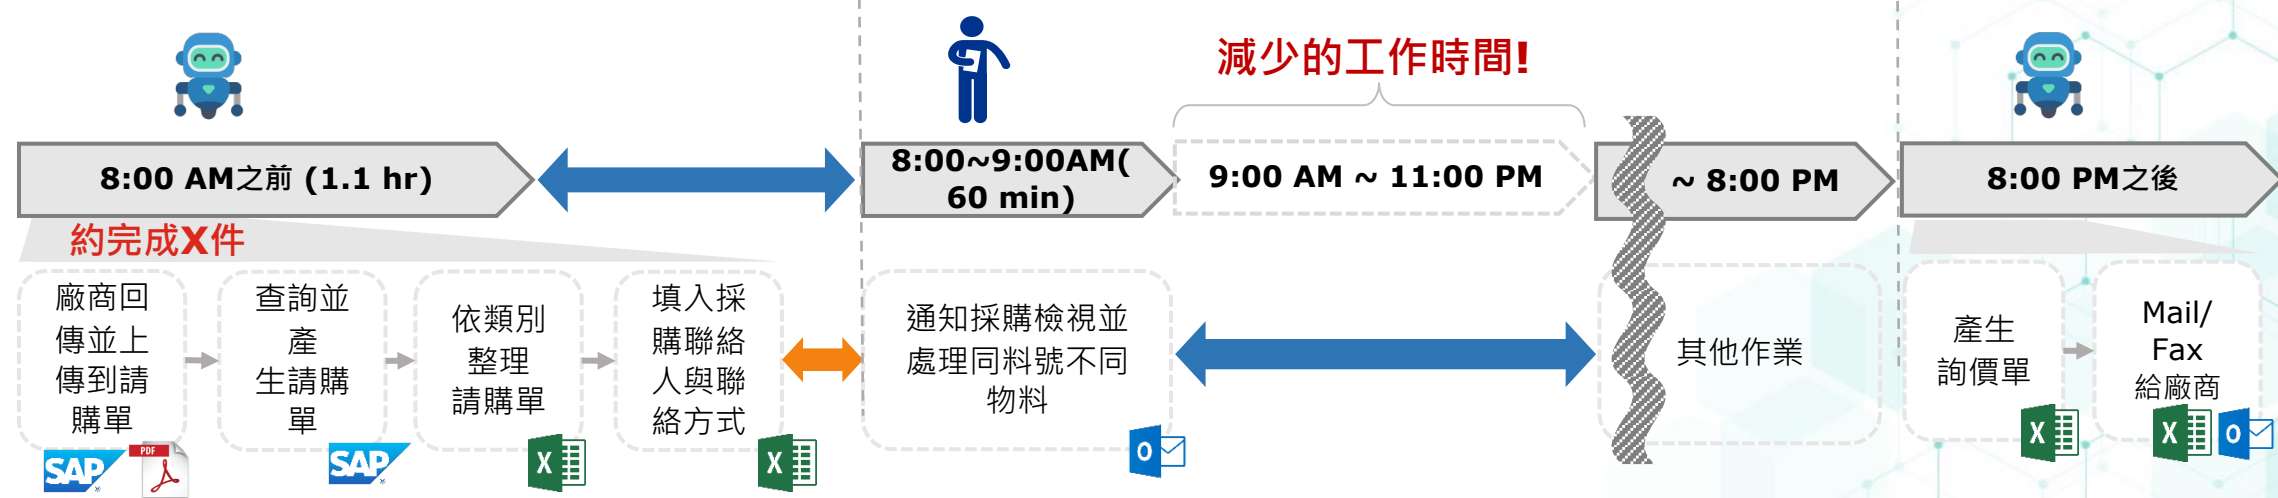 減少的工作時間!
8:00 AM之前 (1.1 hr)
8:00~9:00AM(
60 min)
9:00 AM ~ 11:00 PM
~ 8:00 PM
8:00 PM之後
約完成X件
廠商回
傳並上
傳到請
購單
SAP
PDF
查詢並
產
生請購
單
SAP
依類別
整理
請購單
X
填入採
購聯絡
人與聯
絡方式
X
通知採購檢視並
處理同料號不同
物料
O
其他作業
產生
詢價單
X
Mail/
Fax
給廠商
X
O